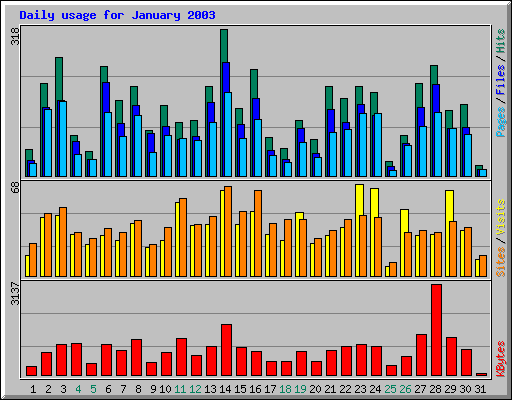 Daily usage for January 2003
318
Pages / Files / Hits
68
Sites / Visits
3137
KBytes
1 2 3 4 5 6 7 8 9 10 11 12 13 14 15 16 17 18 19 20 21 22 23 24 25 26 27 28 29 30 31